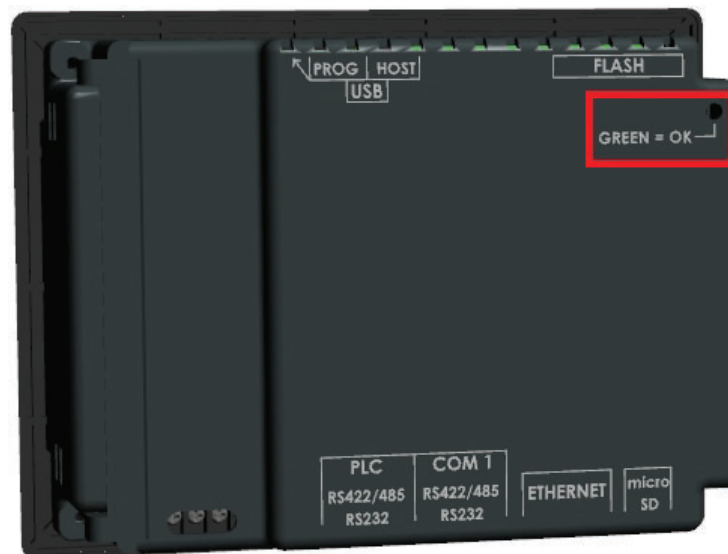 PROG HOST
USB
FLASH
GREEN = OK
PLC
RS422/485
RS232
COM 1
RS422/485
RS232
ETHERNET
micro
SD